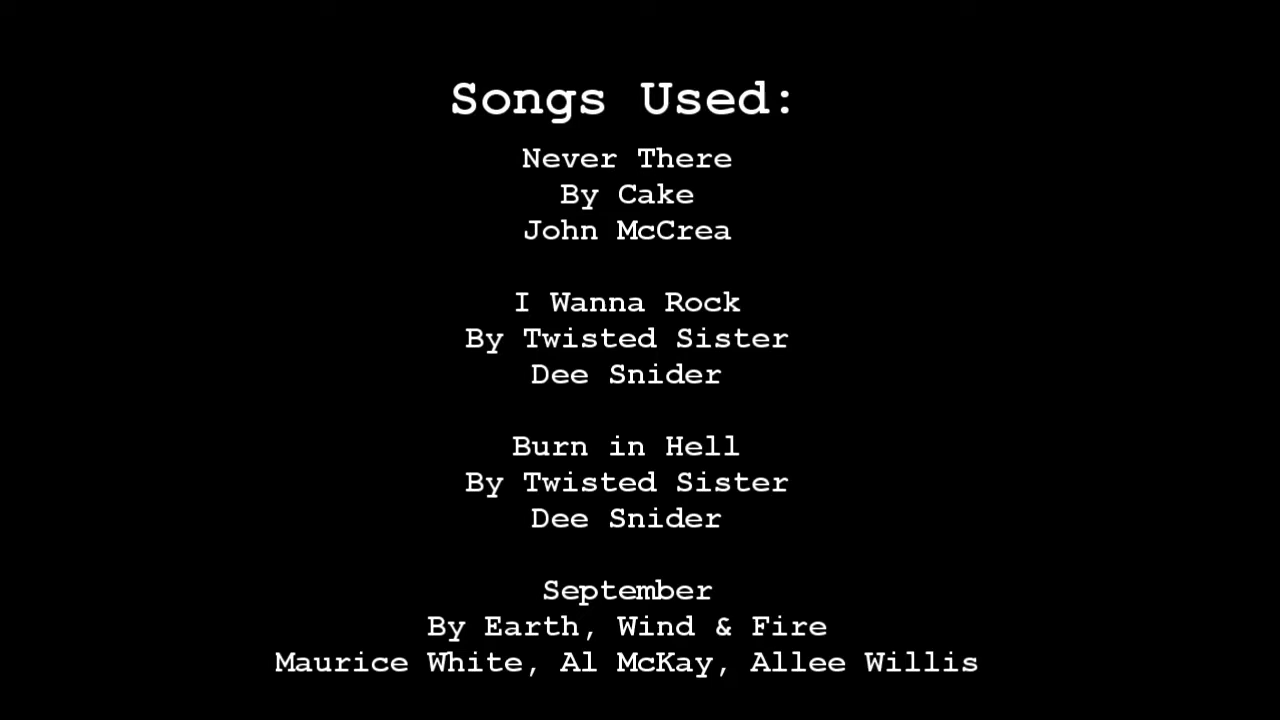 Songs Used:
Never There
By Cake
John McCrea
I Wanna Rock
By Twisted Sister
Dee Snider
Burn in Hell
By Twisted Sister
Dee Snider
September
By Earth, Wind & Fire
Maurice White, Al McKay, Allee Willis